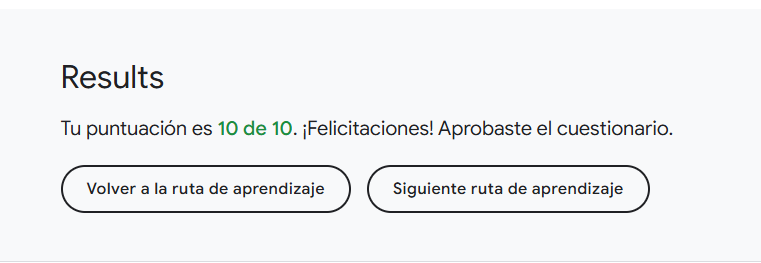 Results
Tu puntuación es 10 de 10. ¡Felicitaciones! Aprobaste el cuestionario.
Volver a la ruta de aprendizaje
Siguiente ruta de aprendizaje